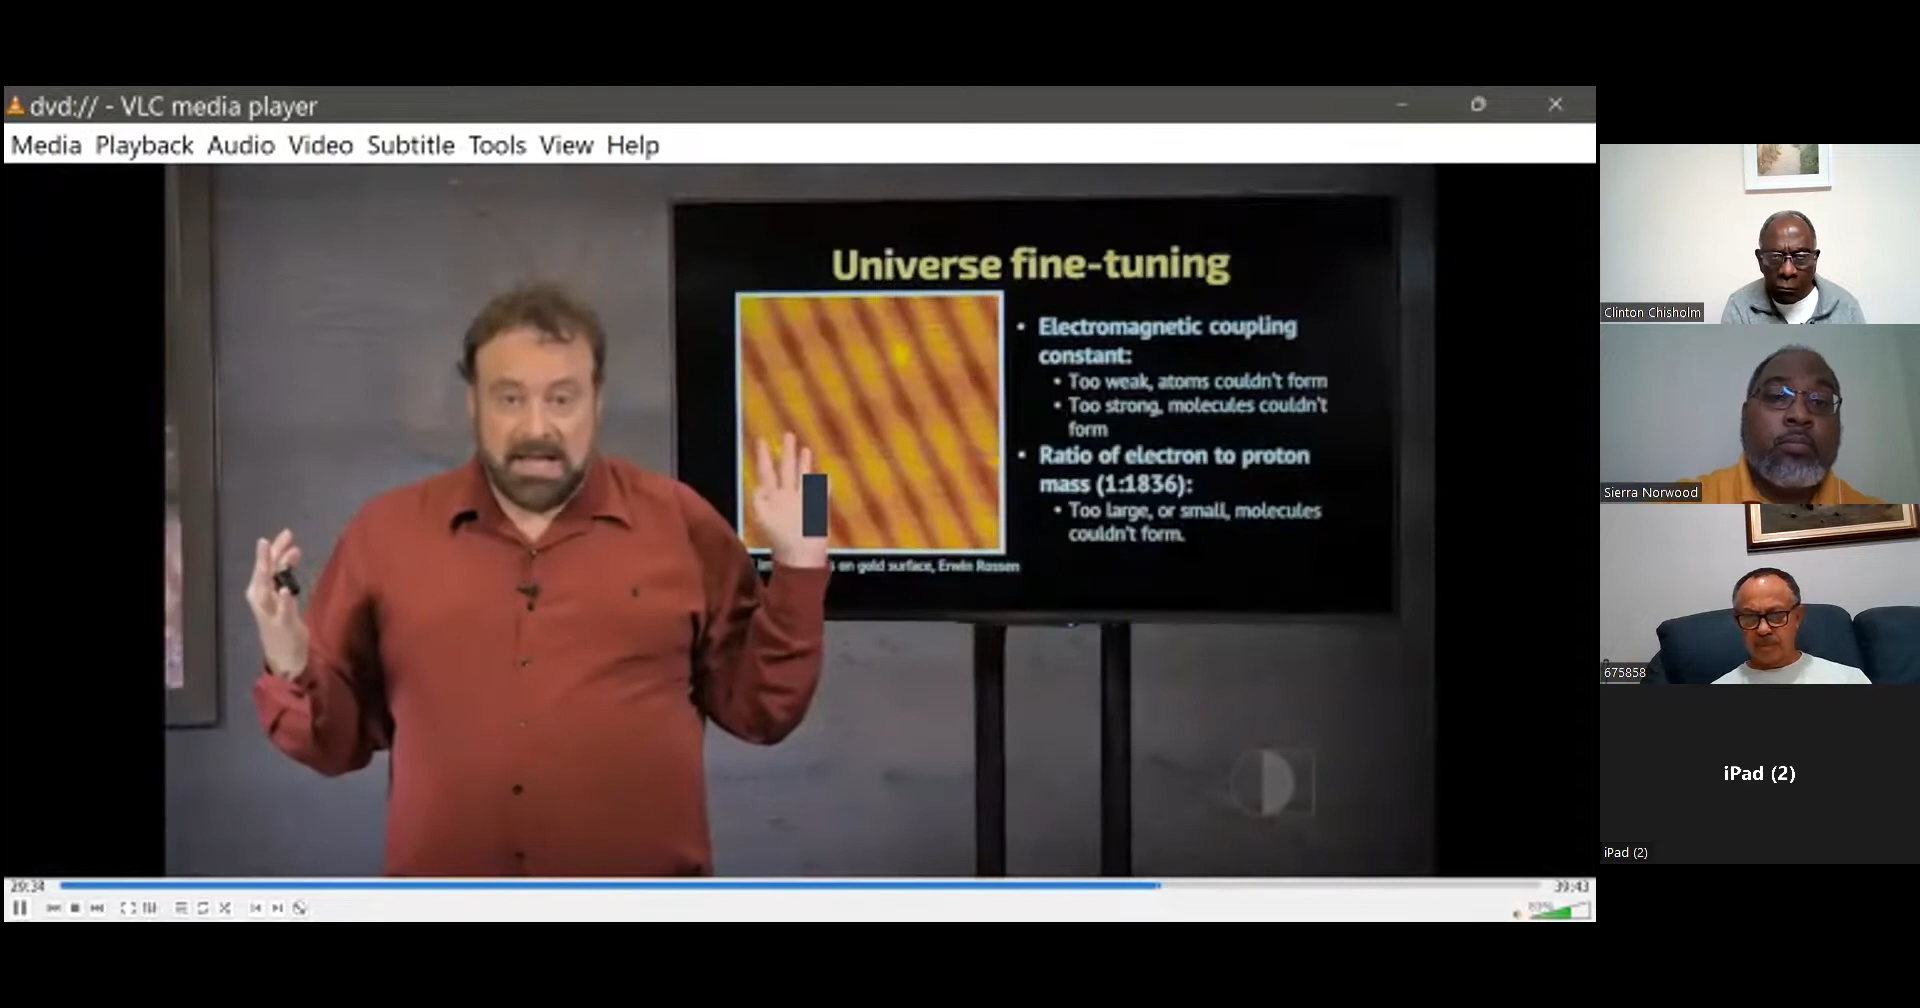 dvd:// - VLC media player
Media Playback Audio Video Subtitle Tools View Help
Universe fine-tuning
• Electromagnetic coupling
constant:
• Too weak, atoms couldn't form
• Too strong, molecules couldn't
form
• Ratio of electron to proton
mass (1:1836):
• Too large, or small, molecules
couldn't form.
on gold surface, Erwin Rossen
29:34
39:43
83%
Clinton Chisholm
Sierra Norwood
675858
iPad (2)
iPad (2)